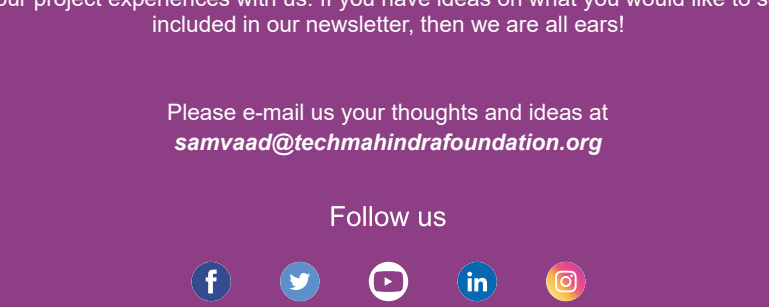 our project experiences with us. If you have ideas on what you would like to s
included in our newsletter, then we are all ears!
Please e-mail us your thoughts and ideas at
samvaad@techmahindrafoundation.org
Follow us
f
in